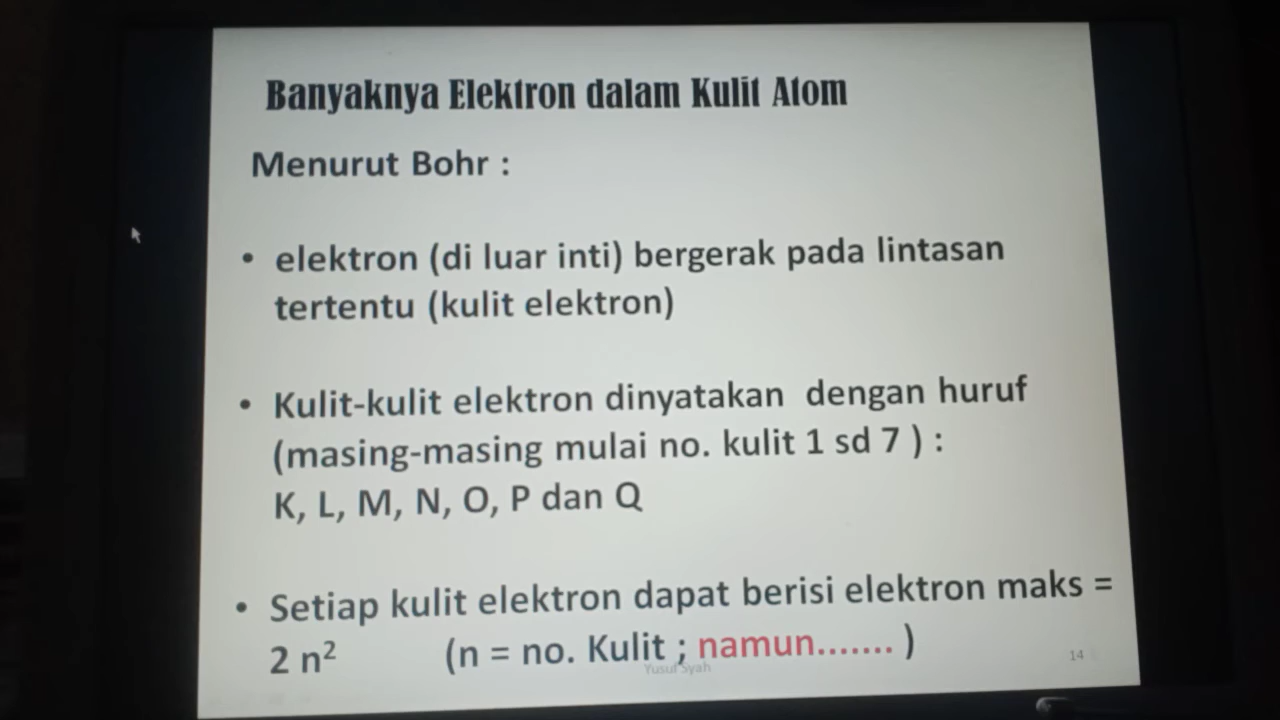 Banyaknya Elektron dalam Kulit Atom
Menurut Bohr :
• elektron (di luar inti) bergerak pada lintasan
tertentu (kulit elektron)
• Kulit-kulit elektron dinyatakan dengan huruf
(masing-masing mulai no. kulit 1 sd 7 ) :
K, L, M, N, O, P dan Q
• Setiap kulit elektron dapat berisi elektron maks =
2 n² (n = no. Kulit ; namun....... )
Yusuf Syah
14